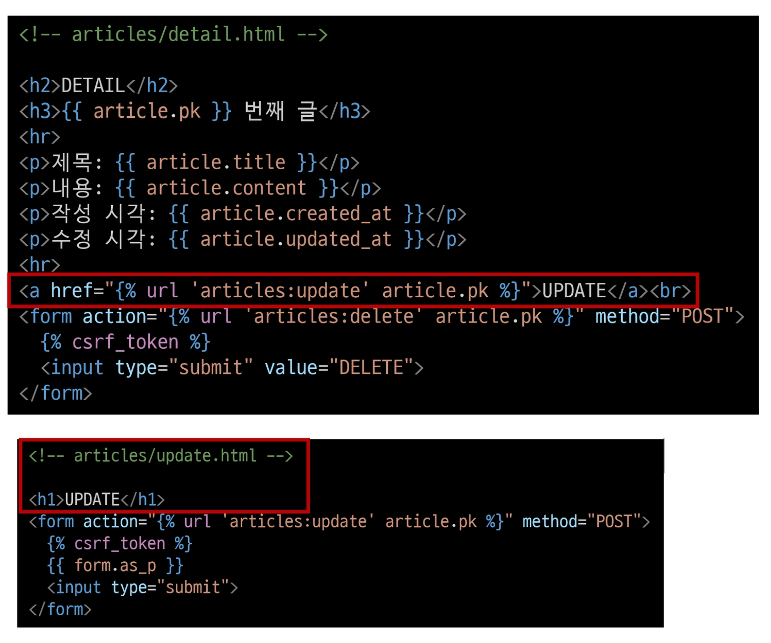 <!-- articles/detail.html -->
<h2>DETAIL</h2>
<h3>{{ article.pk }} 번째 글</h3>
<hr>
<p>제목: {{ article.title }}</p>
<p>내용: {{ article.content }}</p>
<p>작성 시각: {{ article.created_at }}</p>
<p>수정 시각: {{ article.updated_at }}</p>
<hr>
<a href="{% url 'articles:update' article.pk %}">UPDATE</a><br>
<form action="{% url 'articles:delete' article.pk %}" method="POST">
  {% csrf_token %}
  <input type="submit" value="DELETE">
</form>
<!-- articles/update.html -->
<h1>UPDATE</h1>
<form action="{% url 'articles:update' article.pk %}" method="POST">
  {% csrf_token %}
  {{ form.as_p }}
  <input type="submit">
</form>